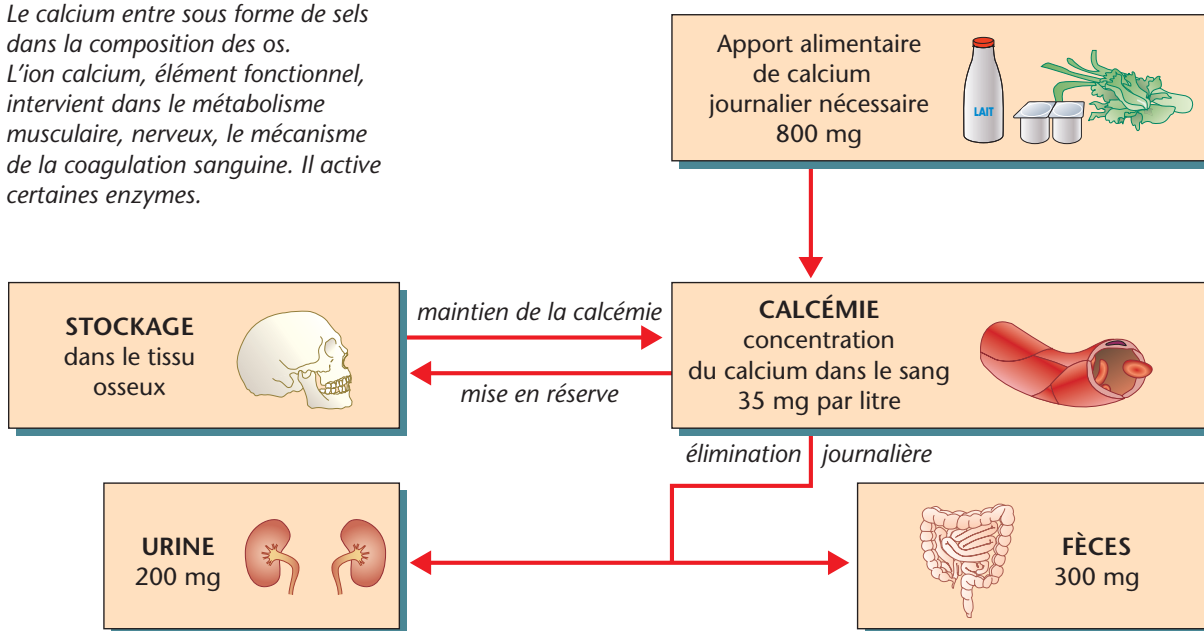 Le calcium entre sous forme de sels
dans la composition des os.
L'ion calcium, élément fonctionnel,
intervient dans le métabolisme
musculaire, nerveux, le mécanisme
de la coagulation sanguine. Il active
certaines enzymes.
Apport alimentaire
de calcium
journalier nécessaire
800 mg
LAIT
STOCKAGE
dans le tissu
osseux
maintien de la calcémie
mise en réserve
CALCÉMIE
concentration
du calcium dans le sang
35 mg par litre
élimination journalière
URINE
200 mg
FÈCES
300 mg